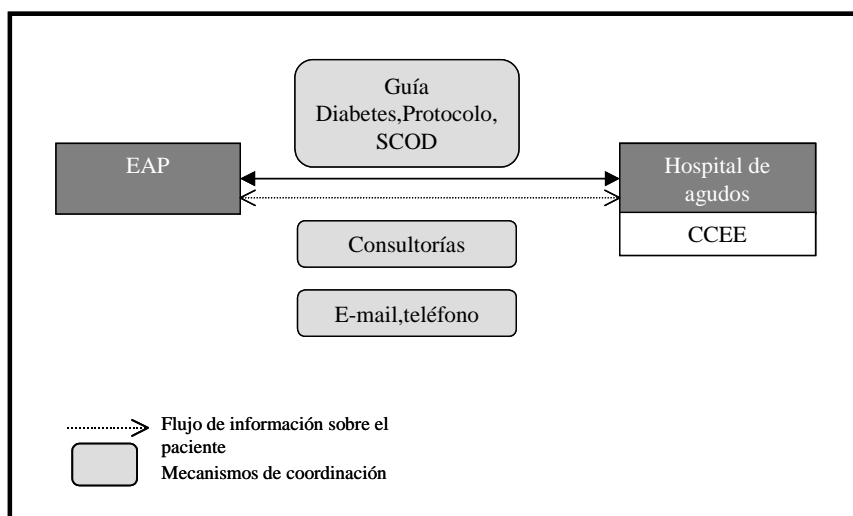 Guía
Diabetes,Protocolo,
SCOD
EAP
Hospital de
agudos
CCEE
Consultorías
E-mail,teléfono
Flujo de información sobre el
paciente
Mecanismos de coordinación